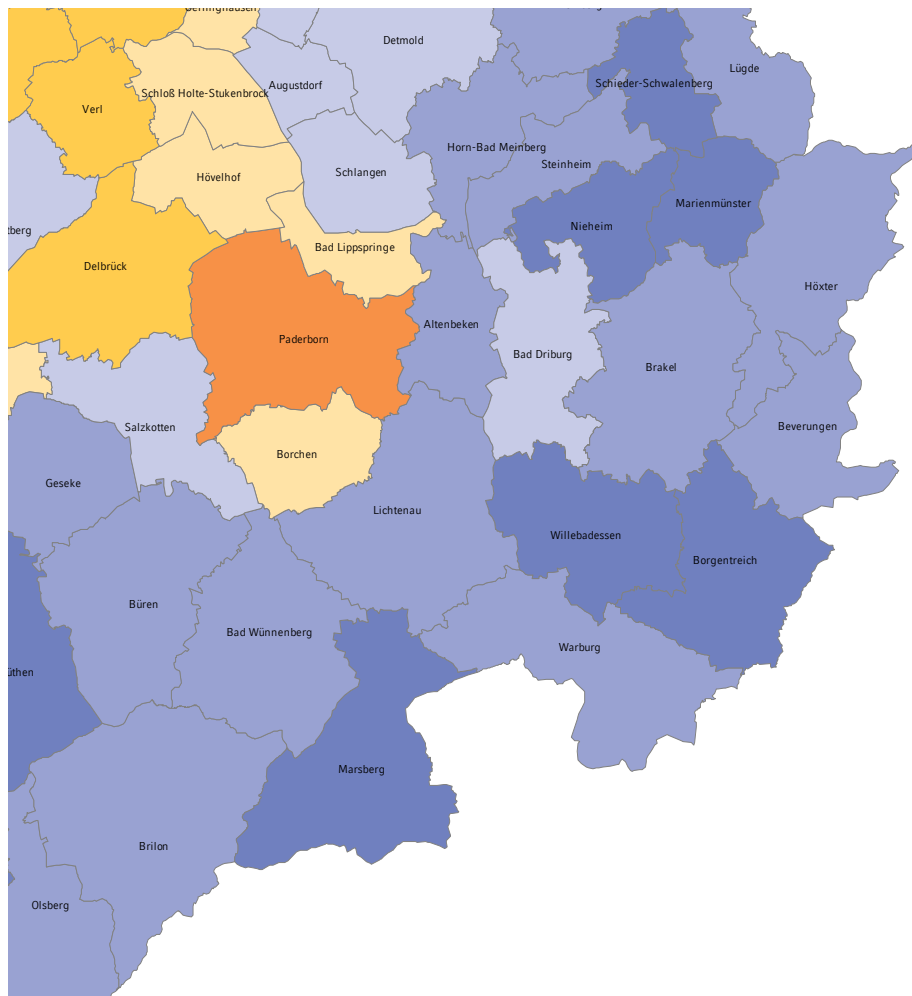 Detmold
Lügde
Schieder-Schwalenberg
Augustdorf
Schloß Holte-Stukenbrock
Verl
Horn-Bad Meinberg
Steinheim
Schlangen
Hövelhof
Marienmünster
Nieheim
Bad Lippspringe
Delbrück
Höxter
Altenbeken
Paderborn
Bad Driburg
Brakel
Salzkotten
Beverungen
Borchen
Geseke
Lichtenau
Willebadessen
Borgentreich
Büren
Bad Wünnenberg
Warburg
üthen
Marsberg
Brilon
Olsberg